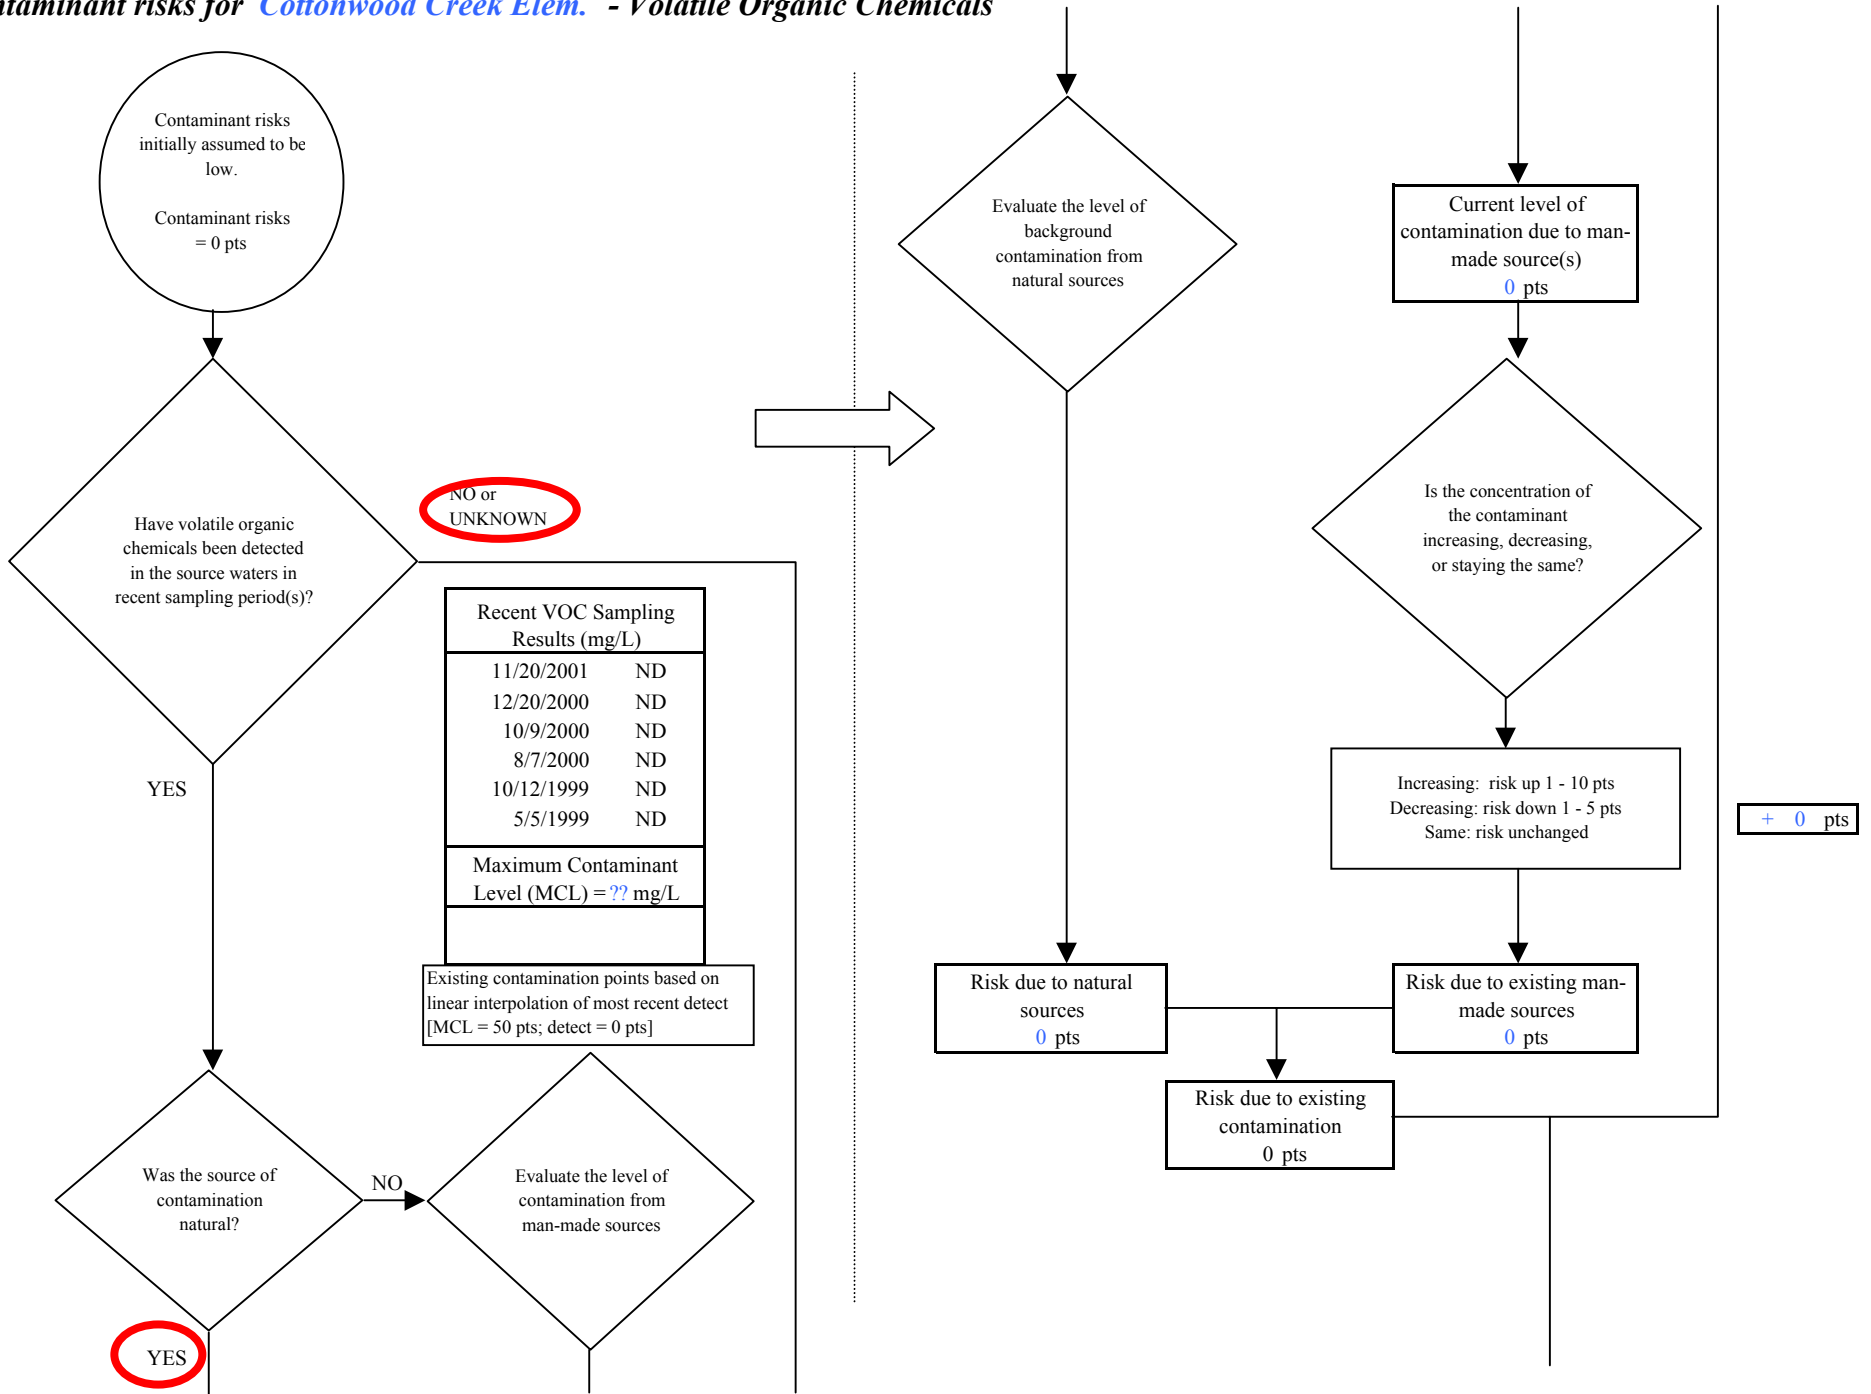 ntaminant risks for Cottonwood Creek Elem. - Volatile Organic Chemicals
Contaminant risks
initially assumed to be
low.
Contaminant risks
= 0 pts
Have volatile organic
chemicals been detected
in the source waters in
recent sampling period(s)?
NO or
UNKNOWN
YES
Recent VOC Sampling
Results (mg/L)
11/20/2001 ND
12/20/2000 ND
10/9/2000 ND
8/7/2000 ND
10/12/1999 ND
5/5/1999 ND
Maximum Contaminant
Level (MCL) = ?? mg/L
Existing contamination points based on
linear interpolation of most recent detect
[MCL = 50 pts; detect = 0 pts]
Was the source of
contamination
natural?
NO
YES
Evaluate the level of
contamination from
man-made sources
Evaluate the level of
background
contamination from
natural sources
Current level of
contamination due to man-
made source(s)
0 pts
Is the concentration of
the contaminant
increasing, decreasing,
or staying the same?
Increasing: risk up 1 - 10 pts
Decreasing: risk down 1 - 5 pts
Same: risk unchanged
+ 0 pts
Risk due to natural
sources
0 pts
Risk due to existing man-
made sources
0 pts
Risk due to existing
contamination
0 pts